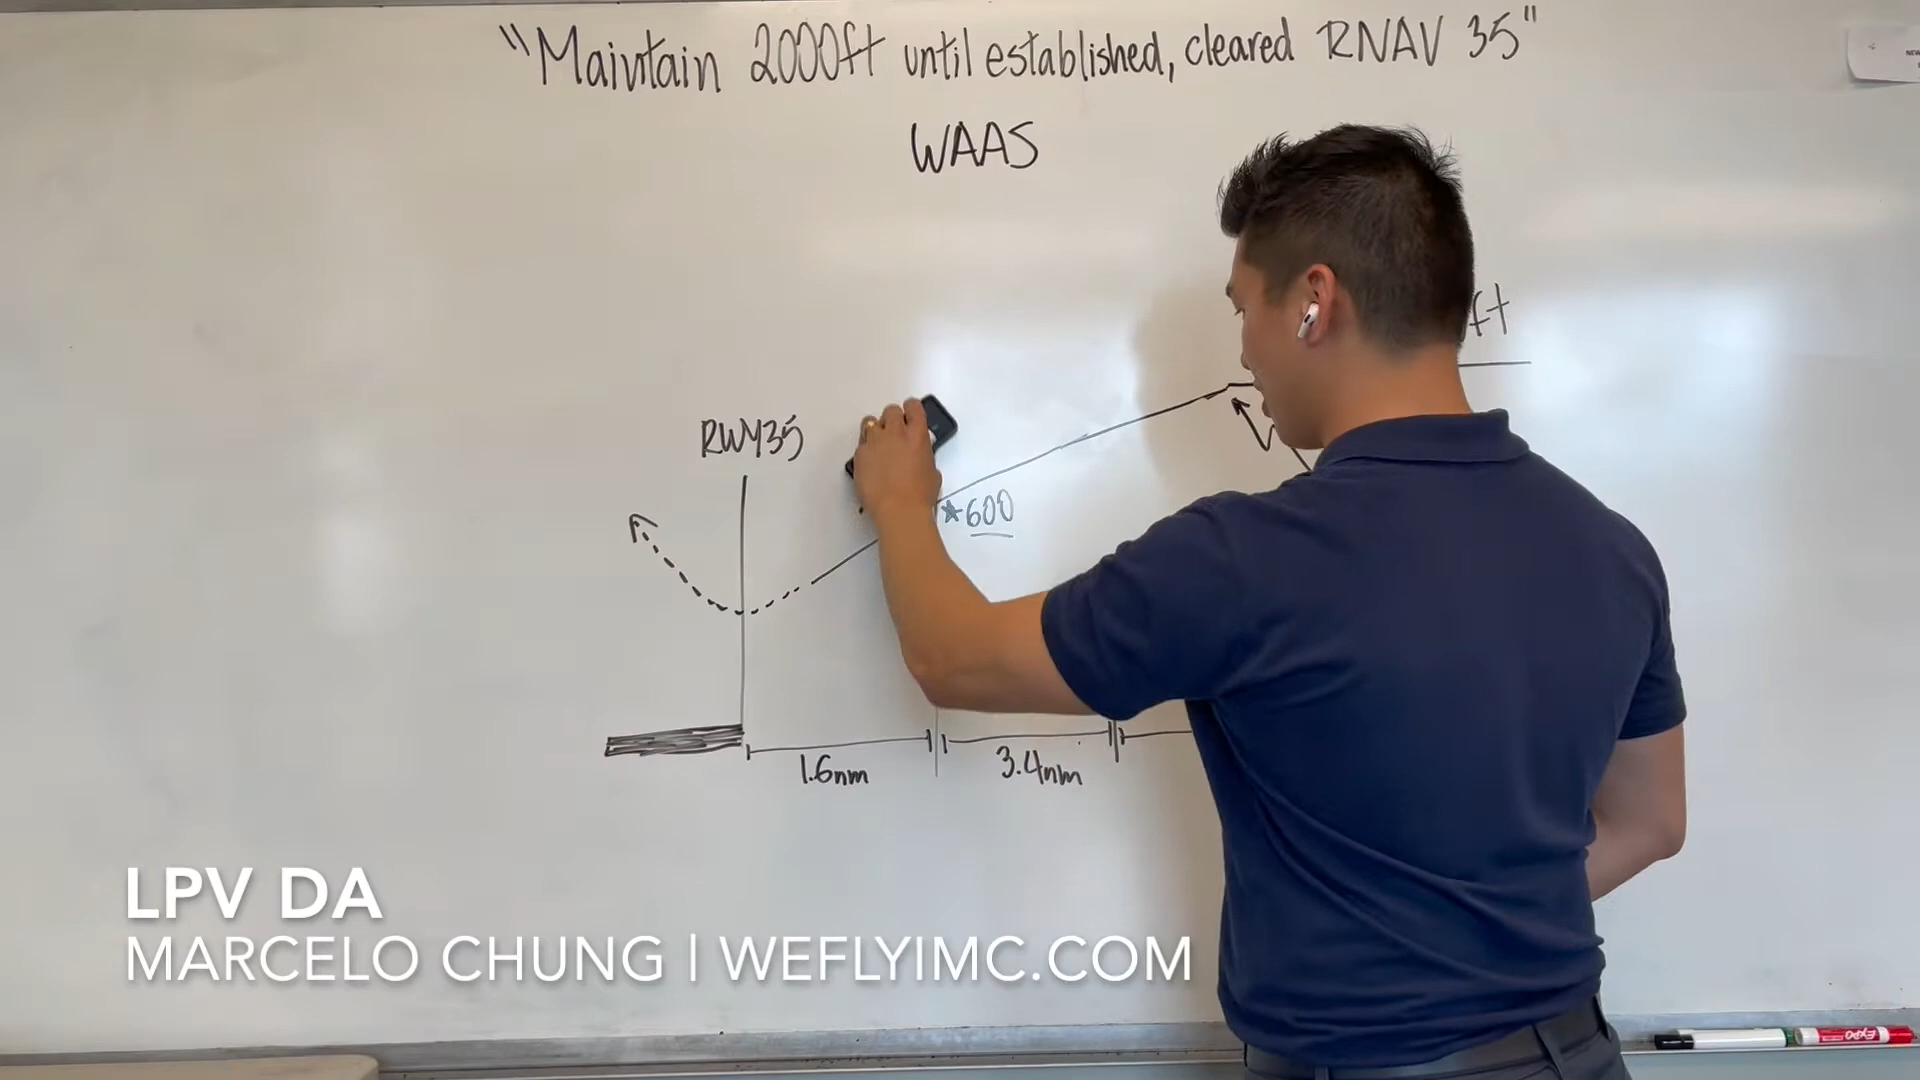 "Maintain 2000ft until established, cleared RNAV 35"
WAAS
ft
RWY35
*600
1.6nm
3.4nm
LPV DA
MARCELO CHUNG | WEFLYIMC.COM
EXPO